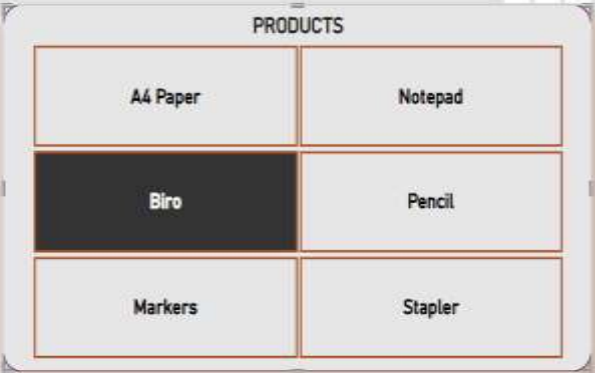 PRODUCTS
A4 Paper
Notepad
Biro
Pencil
Markers
Stapler